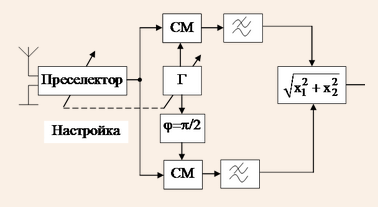 СМ
Преселектор
Г
√x₁² + x₂²
Настройка
φ=π/2
СМ